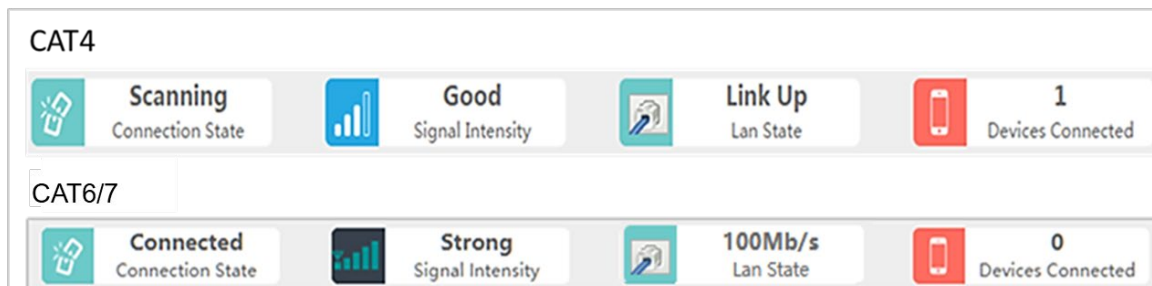 CAT4
Scanning Good Link Up 1
Connection State Signal Intensity Lan State Devices Connected
CAT6/7
Connected Strong 100Mb/s 0
Connection State Signal Intensity Lan State Devices Connected